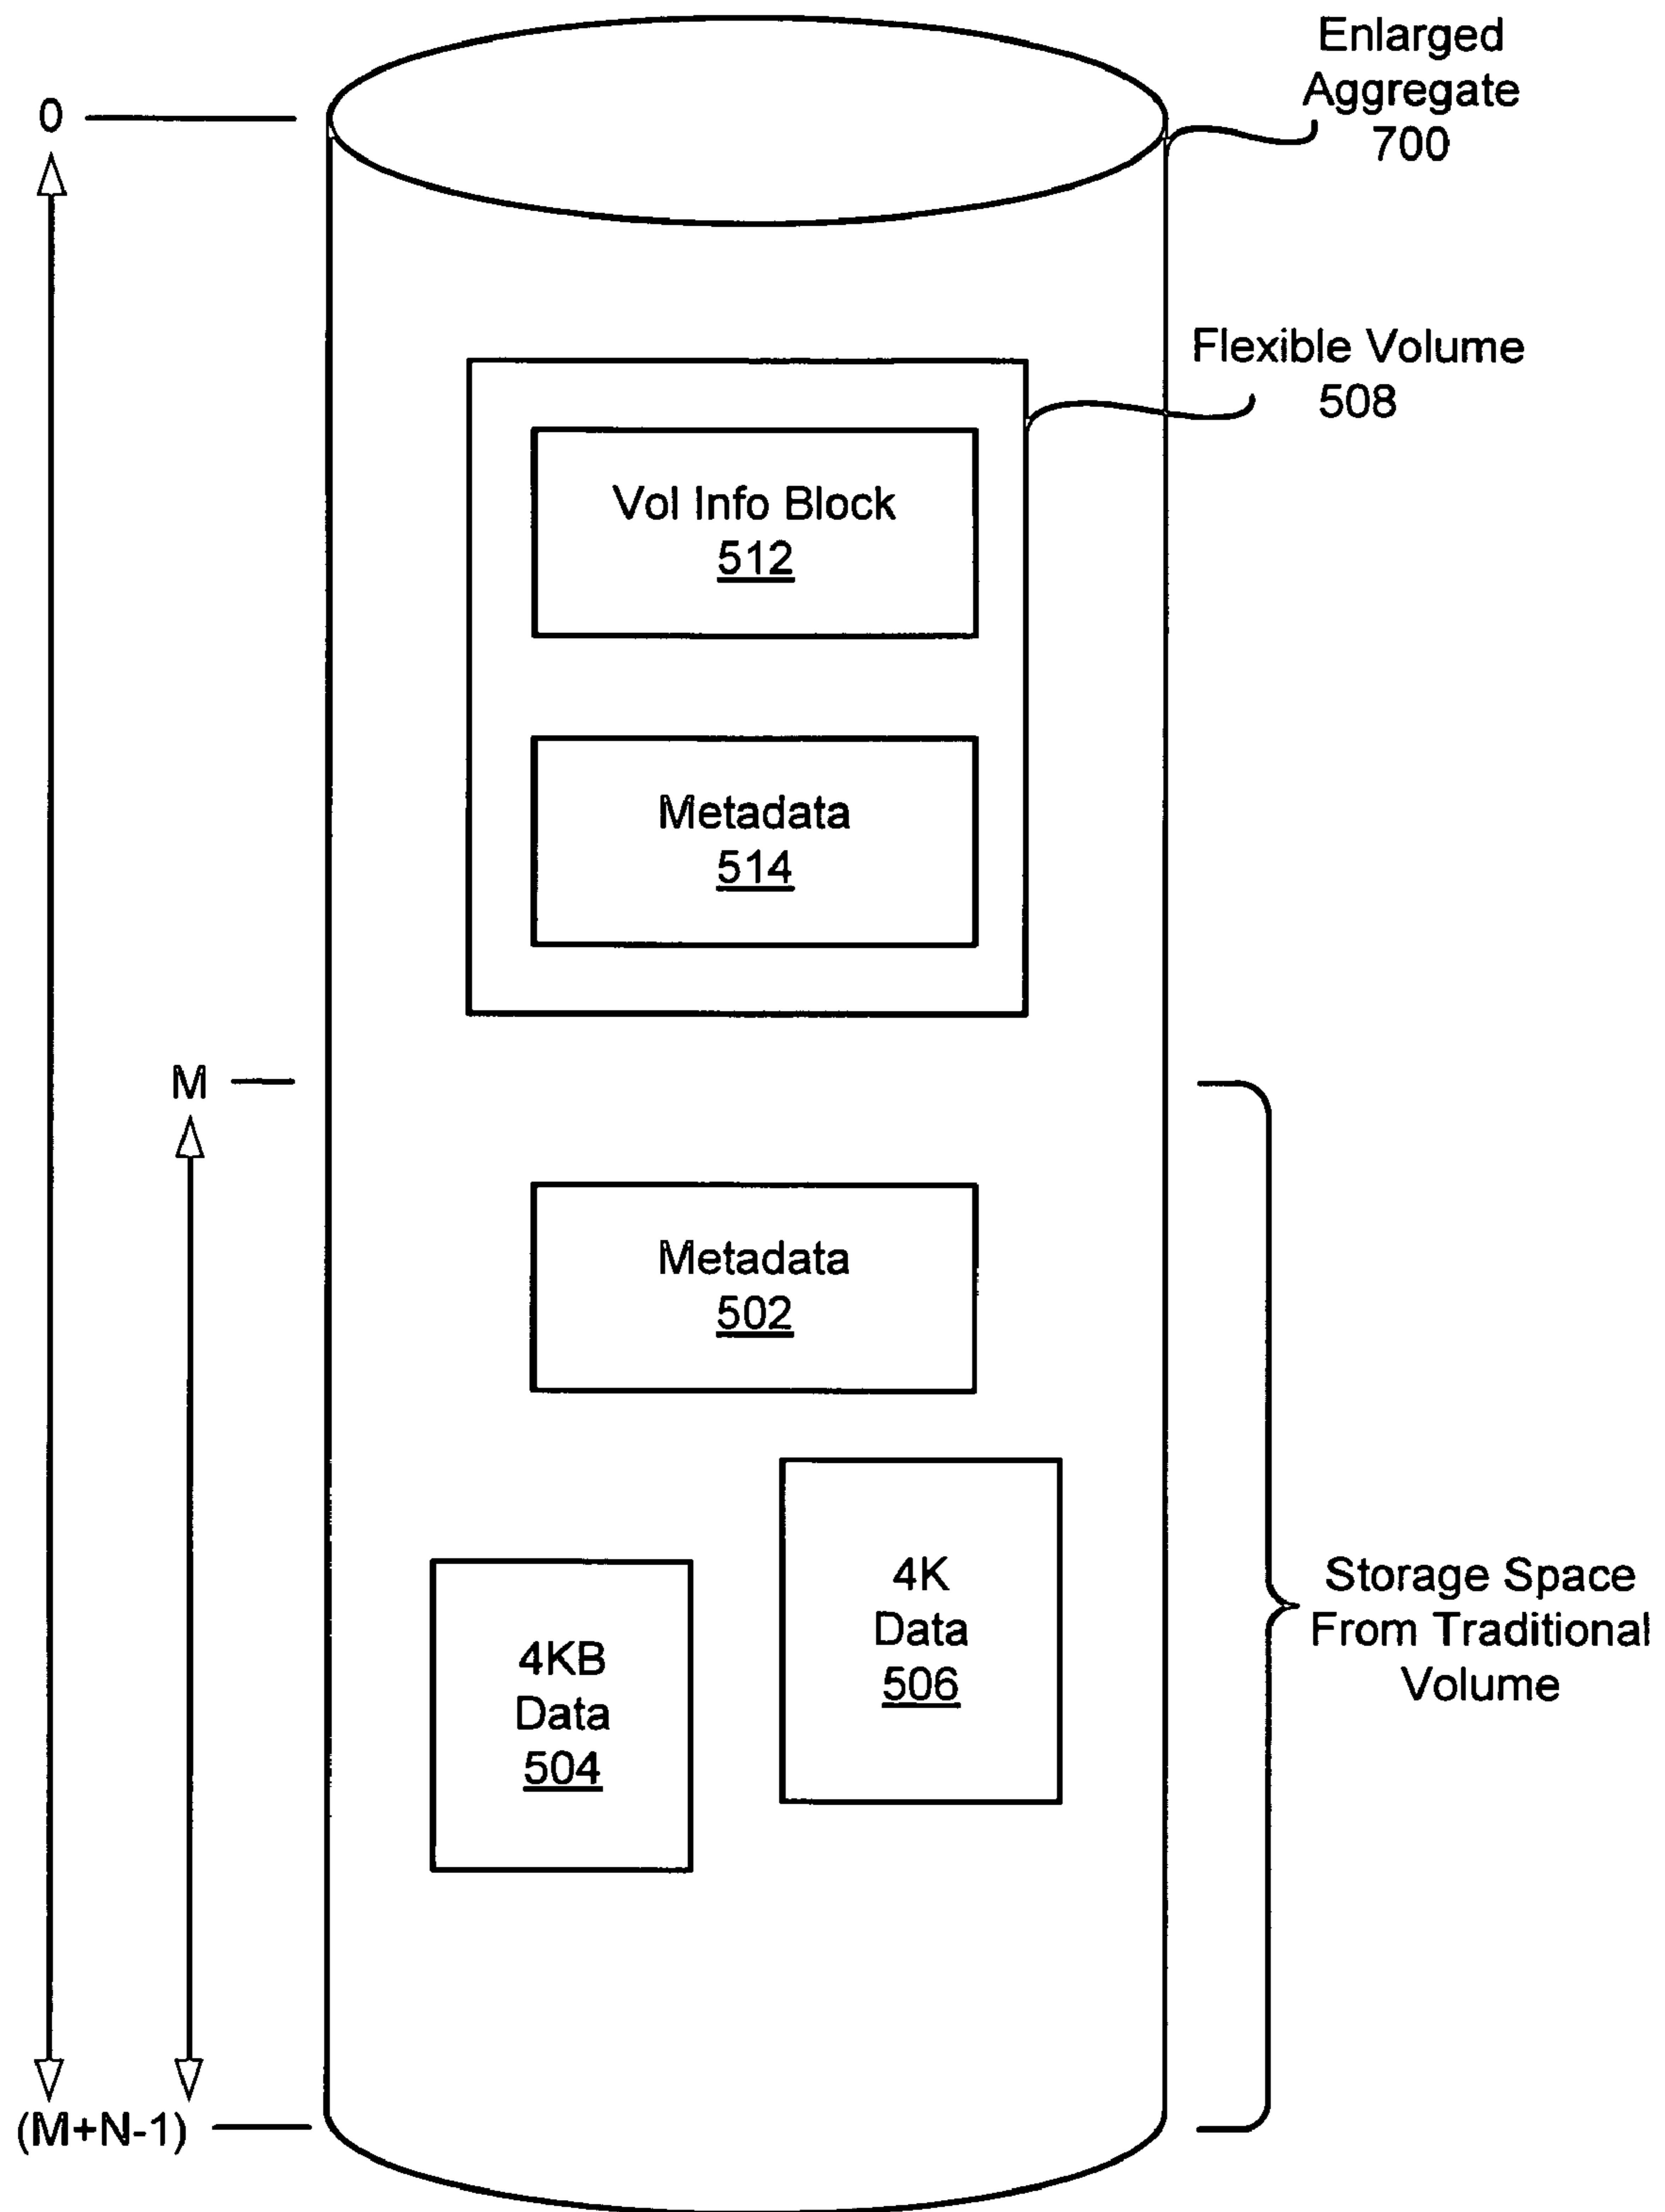 Enlarged
Aggregate
700
0
Flexible Volume
508
Vol Info Block
512
Metadata
514
M
Metadata
502
4K
Data
506
4KB
Data
504
Storage Space
From Traditional
Volume
(M+N-1)